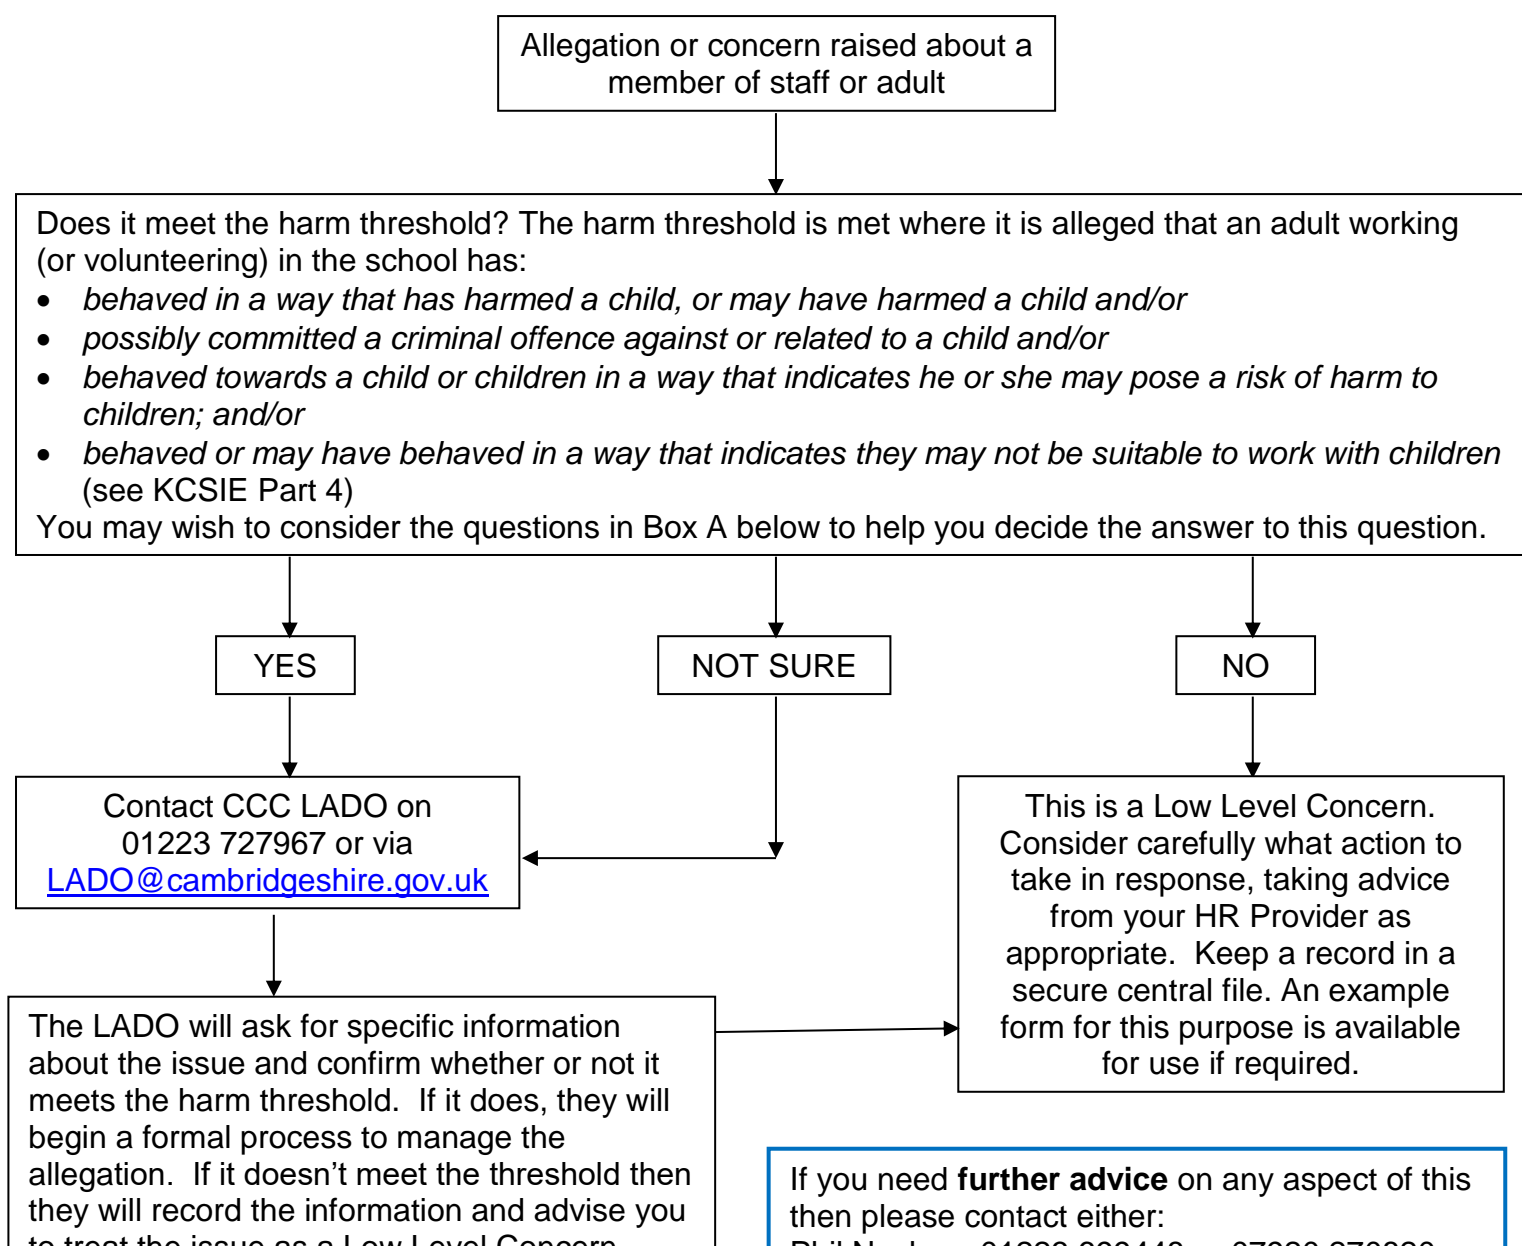 Allegation or concern raised about a
member of staff or adult
Does it meet the harm threshold? The harm threshold is met where it is alleged that an adult working
(or volunteering) in the school has:
• behaved in a way that has harmed a child, or may have harmed a child and/or
• possibly committed a criminal offence against or related to a child and/or
• behaved towards a child or children in a way that indicates he or she may pose a risk of harm to
children; and/or
• behaved or may have behaved in a way that indicates they may not be suitable to work with children
(see KCSIE Part 4)
You may wish to consider the questions in Box A below to help you decide the answer to this question.
YES
NOT SURE
NO
Contact CCC LADO on
01223 727967 or via
LADO@cambridgeshire.gov.uk
This is a Low Level Concern.
Consider carefully what action to
take in response, taking advice
from your HR Provider as
appropriate. Keep a record in a
secure central file. An example
form for this purpose is available
for use if required.
The LADO will ask for specific information
about the issue and confirm whether or not it
meets the harm threshold. If it does, they will
begin a formal process to manage the
allegation. If it doesn't meet the threshold then
they will record the information and advise you
to treat the issue as a Low Level Concern
If you need further advice on any aspect of this
then please contact either:
Phil